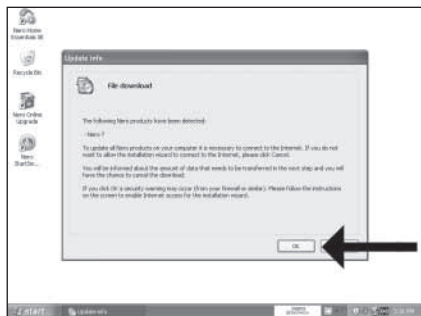 Nero Home
Essentials SE
Recycle Bin
Nero Online
Upgrade
Nero
StartSm...
Update Info
File download
The following Nero products have been detected:
- Nero 7
To update all Nero products on your computer it is necessary to connect to the Internet. If you do not
want to allow the installation wizard to connect to the Internet, please click Cancel.
You will be informed about the amount of data that needs to be transferred in the next step and you will
have the chance to cancel the download.
If you click OK a security warning may occur (from your firewall or similar). Please follow the instructions
on the screen to enable Internet access for the installation wizard.
OK
start
Update Info